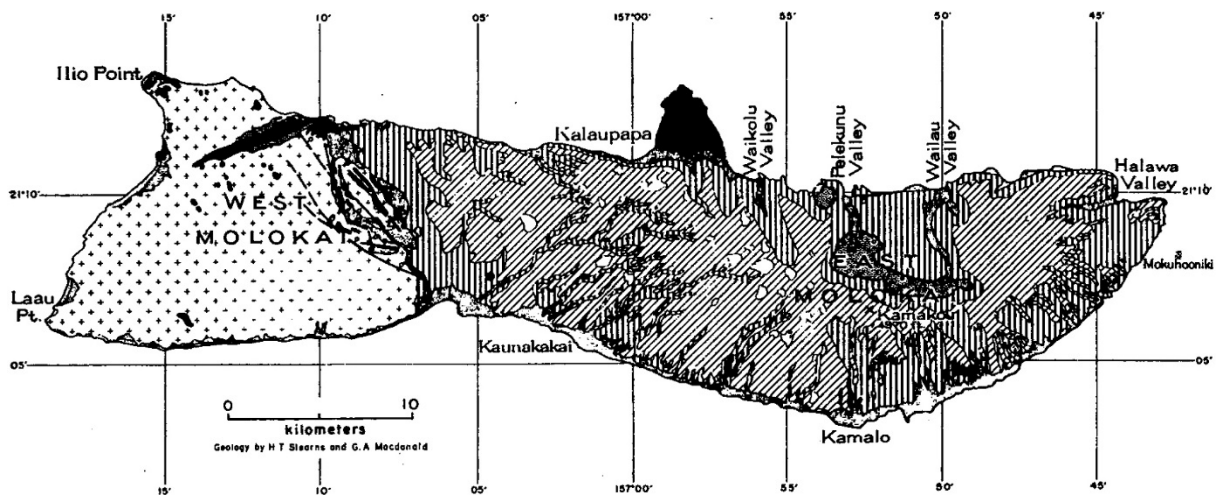 15' 10' 05' 157°00' 55' 50' 45'
Ilio Point
Kalaupapa
Waikolu
Valley
Pelekunu
Valley
Wailau
Valley
Halawa
Valley
21°10'
21°10'
WEST
MOLOKAI
EAST
MOLOKAI
Mokuhooniki
Kamakou
Laau
Pt.
Kaunakakai
05'
05'
0 10
kilometers
Geology by H T Stearns and G.A Macdonald
Kamalo
15' 10' 05' 157°00' 55' 50' 45'